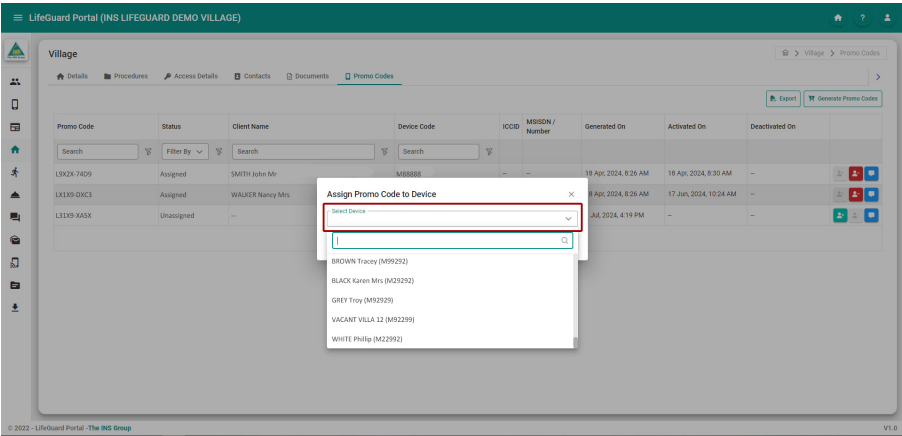 LifeGuard Portal (INS LIFEGUARD DEMO VILLAGE)
?
Village
Village > Promo Codes
Details Procedures Access Details Contacts Documents Promo Codes
Export Generate Promo Codes
Promo Code Status Client Name Device Code ICCID MSISDN / Number Generated On Activated On Deactivated On
Search Filter By Search Search
L9X2X-74D9 Assigned SMITH John Mr M88888 -- -- 18 Apr, 2024, 8:26 AM 18 Apr, 2024, 8:30 AM --
LX1X9-DXC3 Assigned WALKER Nancy Mrs 8 Apr, 2024, 8:26 AM 17 Jun, 2024, 10:24 AM --
L31X9-XA5X Unassigned -- Jul, 2024, 4:19 PM -- --
Assign Promo Code to Device ×
Select Device
BROWN Tracey (M99292)
BLACK Karen Mrs (M29292)
GREY Troy (M92929)
VACANT VILLA 12 (M92299)
WHITE Phillip (M22992)
© 2022 - LifeGuard Portal -The INS Group V1.0